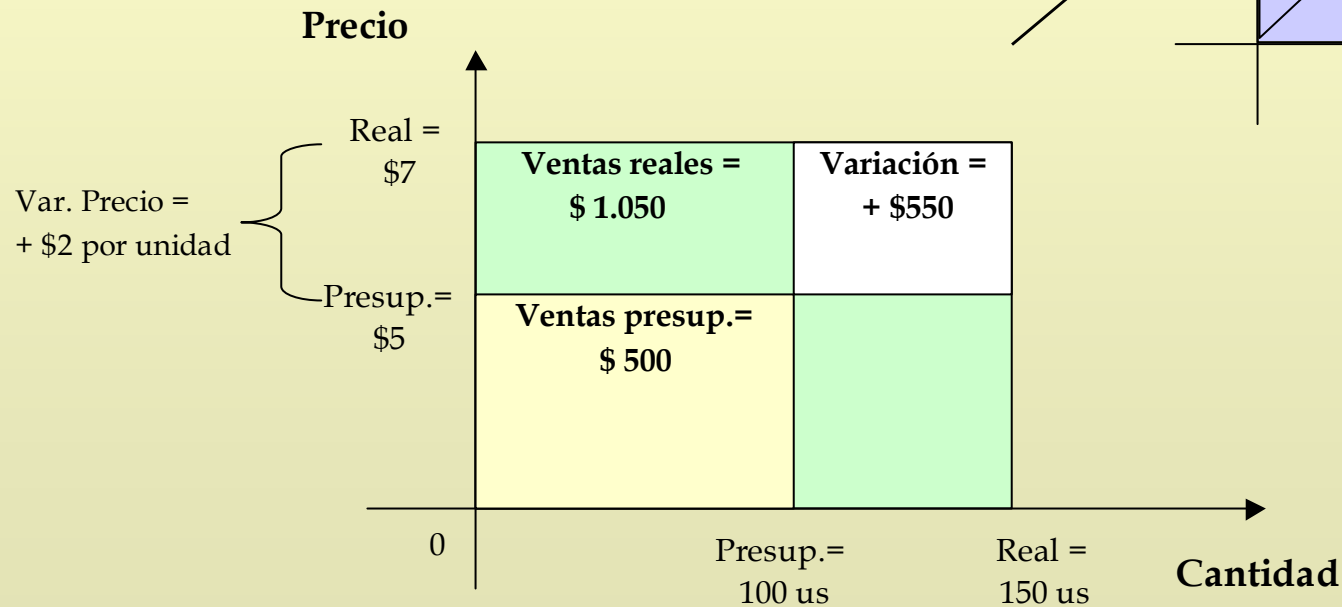 Precio
Real =
$7
Var. Precio =
+ $2 por unidad
Ventas reales =
$ 1.050
Variación =
+ $550
Presup.=
$5
Ventas presup.=
$ 500
0
Presup.=
100 us
Real =
150 us
Cantidad